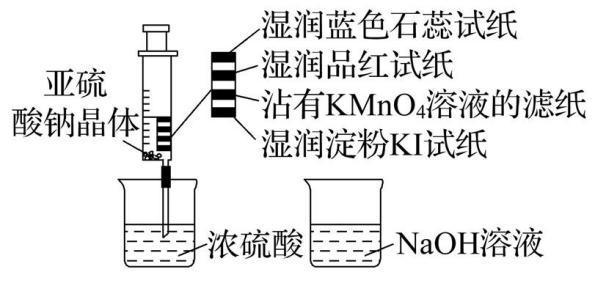 湿润蓝色石蕊试纸
湿润品红试纸
沾有KMnO₄溶液的滤纸
湿润淀粉KI试纸
亚硫
酸钠晶体
浓硫酸
NaOH溶液